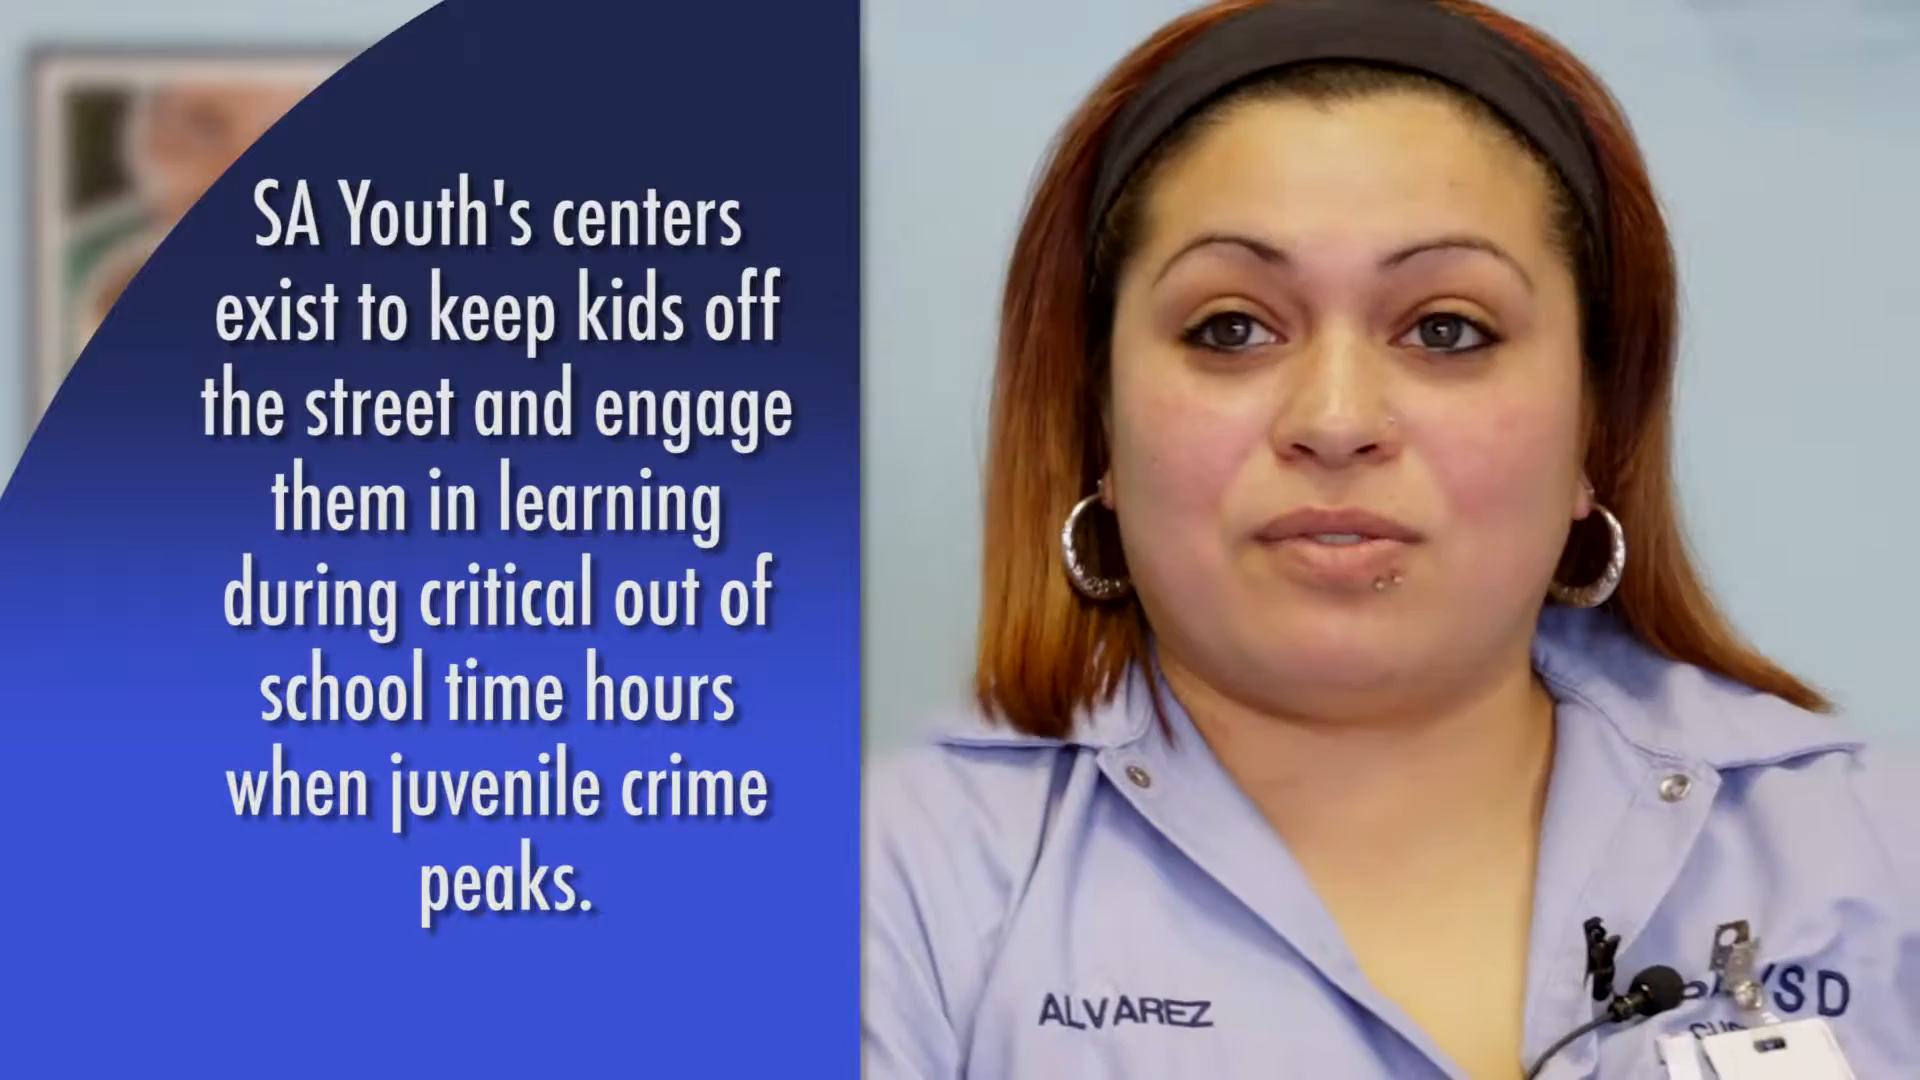 SA Youth's centers
exist to keep kids off
the street and engage
them in learning
during critical out of
school time hours
when juvenile crime
peaks.
ALVAREZ